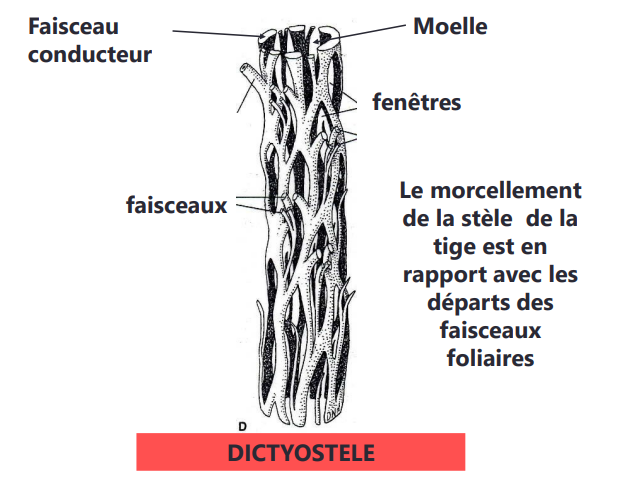 Faisceau
conducteur
Moelle
fenêtres
faisceaux
Le morcellement
de la stèle de la
tige est en
rapport avec les
départs des
faisceaux
foliaires
D
DICTYOSTELE